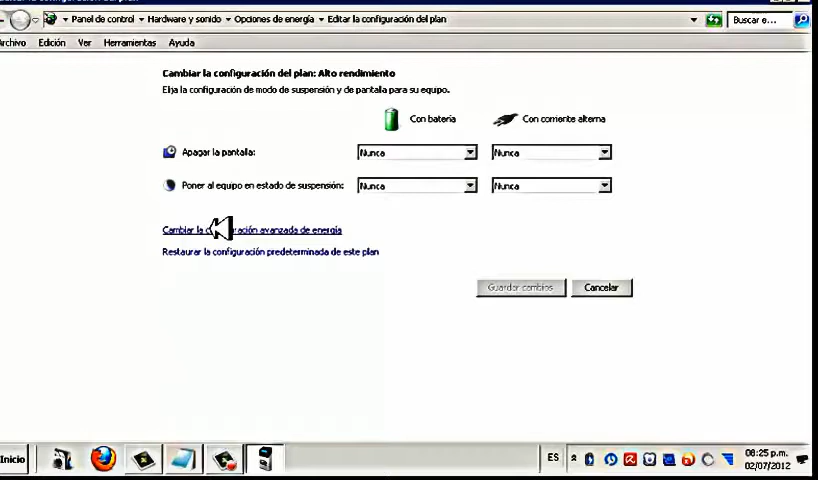 Panel de control ▾ Hardware y sonido ▾ Opciones de energía ▾ Editar la configuración del plan
Buscar e...
Edición Ver Herramientas Ayuda
Cambiar la configuración del plan: Alto rendimiento
Elija la configuración de modo de suspensión y de pantalla para su equipo.
Con batería Con corriente alterna
Apagar la pantalla: Nunca Nunca
Poner al equipo en estado de suspensión: Nunca Nunca
Cambiar la avanzada de energía
Restaurar la configuración predeterminada de este plan
Guardar cambios Cancelar
Inicio ES 08:25 p.m.
02/07/2012